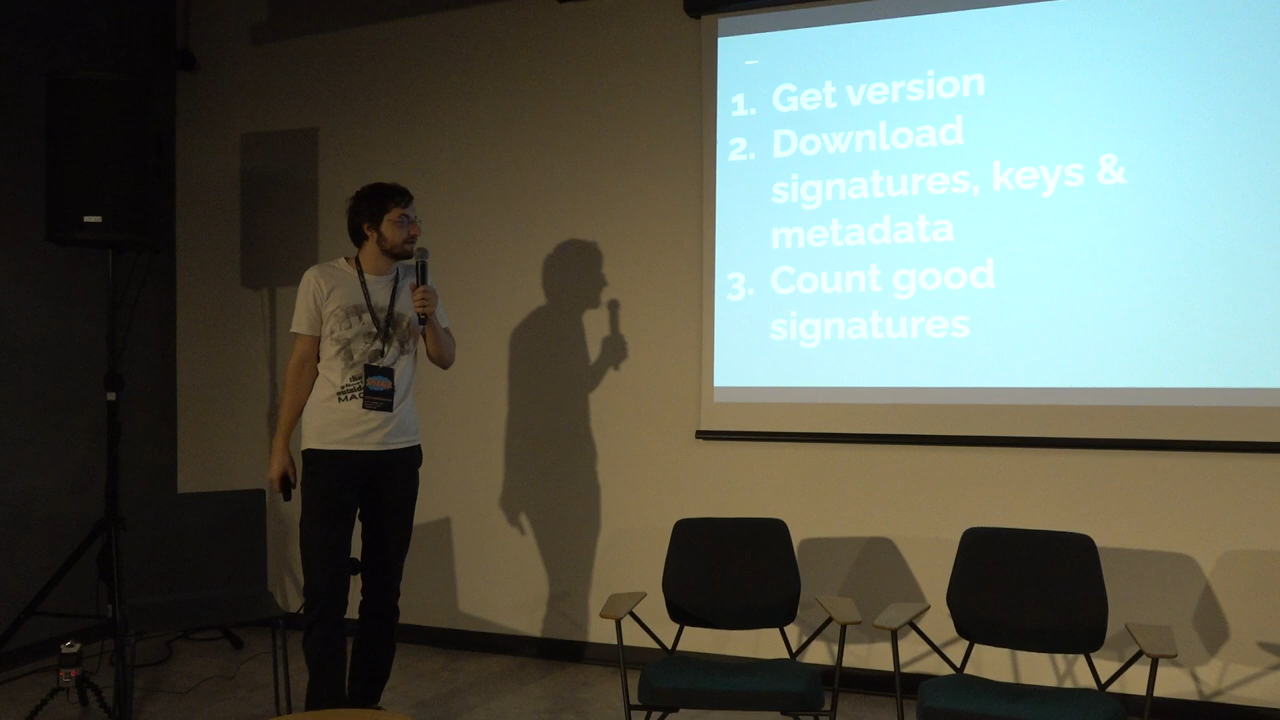 1. Get version
2. Download
signatures, keys &
metadata
3. Count good
signatures